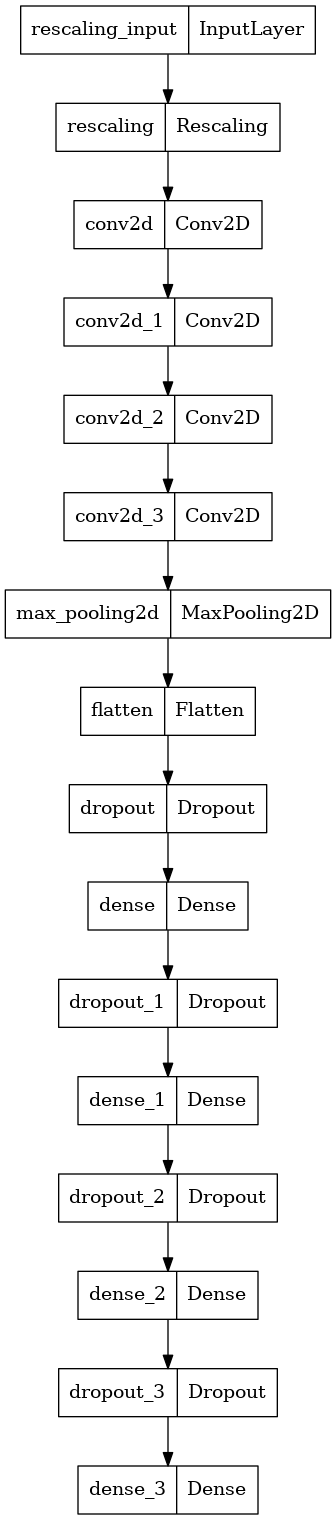 rescaling_input InputLayer
rescaling Rescaling
conv2d Conv2D
conv2d_1 Conv2D
conv2d_2 Conv2D
conv2d_3 Conv2D
max_pooling2d MaxPooling2D
flatten Flatten
dropout Dropout
dense Dense
dropout_1 Dropout
dense_1 Dense
dropout_2 Dropout
dense_2 Dense
dropout_3 Dropout
dense_3 Dense